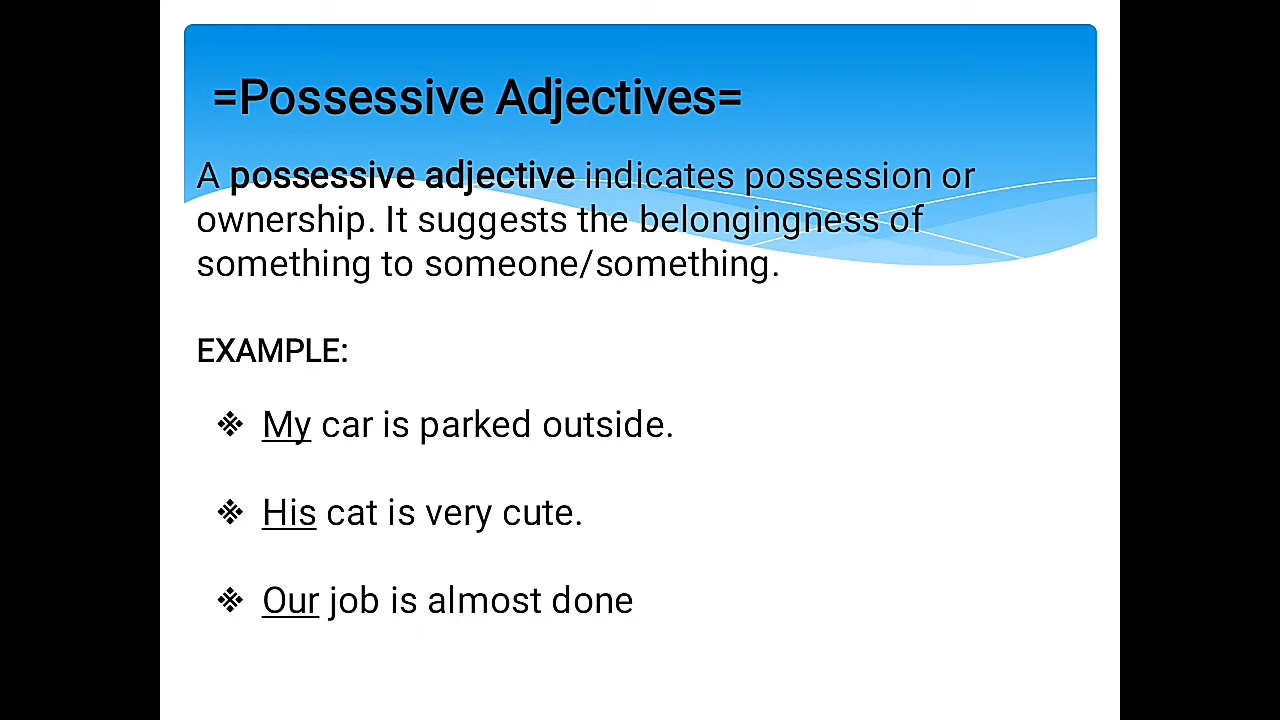 =Possessive Adjectives=
A possessive adjective indicates possession or
ownership. It suggests the belongingness of
something to someone/something.
EXAMPLE:
❖ My car is parked outside.
❖ His cat is very cute.
❖ Our job is almost done